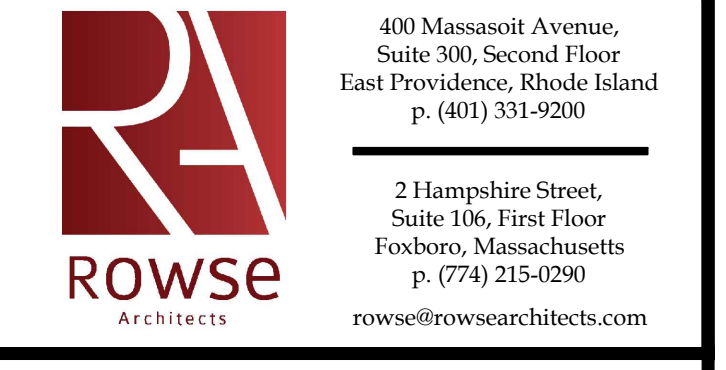 RA
Rowse
Architects
400 Massasoit Avenue,
Suite 300, Second Floor
East Providence, Rhode Island
p. (401) 331-9200
2 Hampshire Street,
Suite 106, First Floor
Foxboro, Massachusetts
p. (774) 215-0290
rowse@rowsearchitects.com